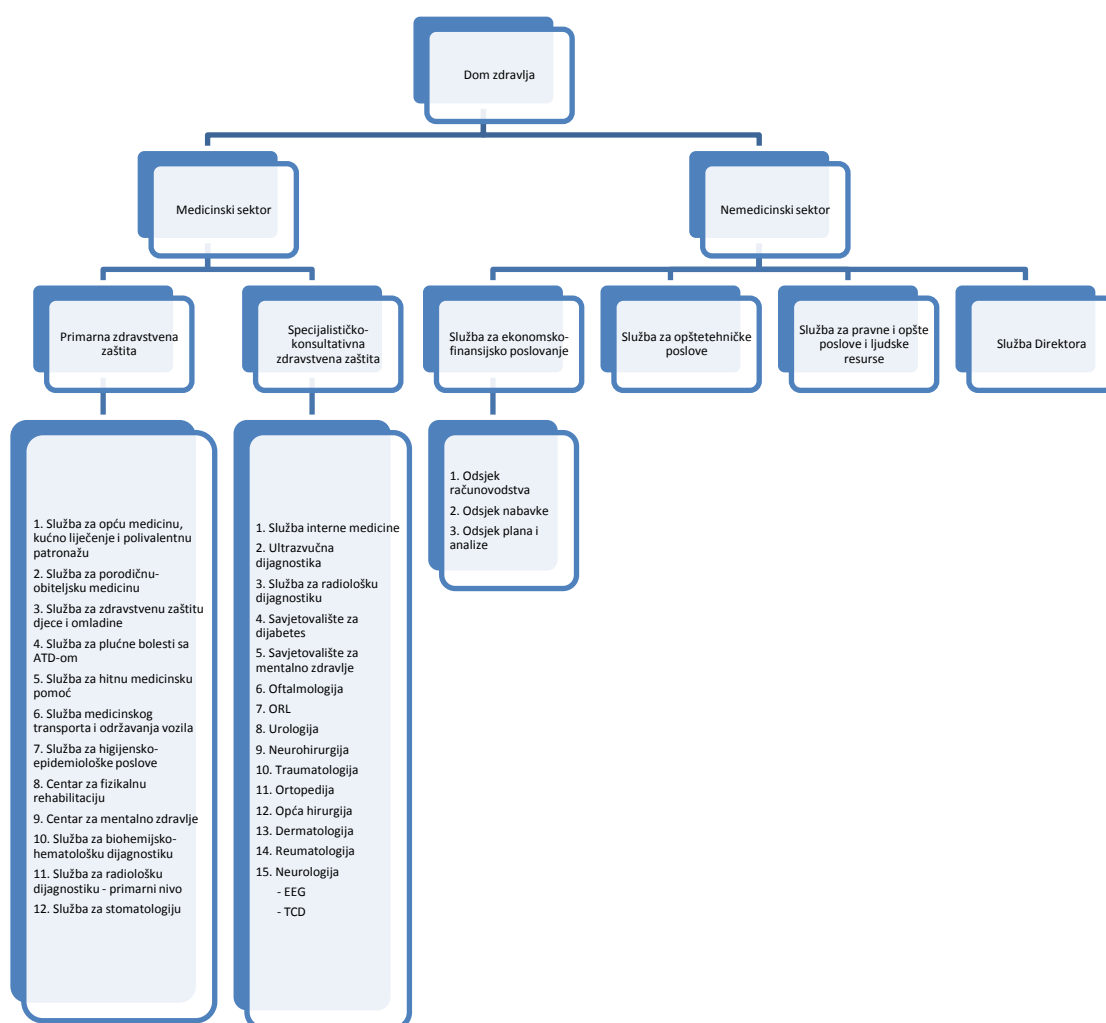 Dom zdravlja
Medicinski sektor
Nemedicinski sektor
Primarna zdravstvena
zaštita
Specijalističko-
konsultativna
zdravstvena zaštita
Služba za ekonomsko-
finansijsko poslovanje
Služba za opštetehničke
poslove
Služba za pravne i opšte
poslove i ljudske
resurse
Služba Direktora
1. Služba za opću medicinu,
kućno liječenje i polivalentnu
patronažu
2. Služba za porodičnu-
obiteljsku medicinu
3. Služba za zdravstvenu zaštitu
djece i omladine
4. Služba za plućne bolesti sa
ATD-om
5. Služba za hitnu medicinsku
pomoć
6. Služba medicinskog
transporta i održavanja vozila
7. Služba za higijensko-
epidemiološke poslove
8. Centar za fizikalnu
rehabilitaciju
9. Centar za mentalno zdravlje
10. Služba za biohemijsko-
hematološku dijagnostiku
11. Služba za radiološku
dijagnostiku - primarni nivo
12. Služba za stomatologiju
1. Služba interne medicine
2. Ultrazvučna
dijagnostika
3. Služba za radiološku
dijagnostiku
4. Savjetovalište za
dijabetes
5. Savjetovalište za
mentalno zdravlje
6. Oftalmologija
7. ORL
8. Urologija
9. Neurohirurgija
10. Traumatologija
11. Ortopedija
12. Opća hirurgija
13. Dermatologija
14. Reumatologija
15. Neurologija
- EEG
- TCD
1. Odsjek
računovodstva
2. Odsjek nabavke
3. Odsjek plana i
analize